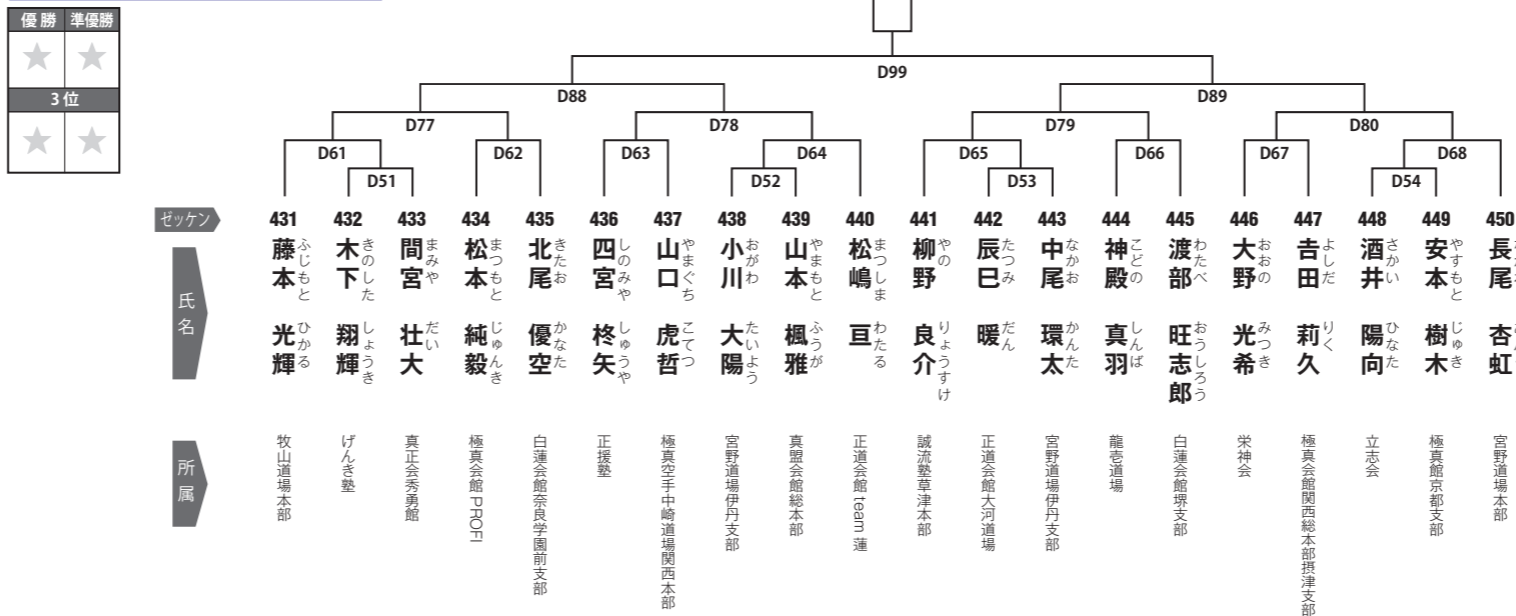 優勝 準優勝
3位
D99
D88 D89
D77 D78 D79 D80
D61 D62 D63 D64 D65 D66 D67 D68
D51 D52 D53 D54
ゼッケン 431 432 433 434 435 436 437 438 439 440 441 442 443 444 445 446 447 448 449 450
氏名
藤本 光輝 ふじもと ひかる
木下 翔輝 きのした しょうき
間宮 壮大 まみや だい
松本 純毅 まつもと じゅんき
北尾 優空 きたお かなた
四宮 柊矢 しのみや しゅうや
山口 虎哲 やまぐち こてつ
小川 大陽 おがわ たいよう
山本 楓雅 やまもと ふうが
松嶋 亘 まつしま わたる
柳野 良介 やの りょうすけ
辰巳 暖 たつみ だん
中尾 環太 なかお かんた
神殿 真羽 こどの しんば
渡部 旺志郎 わたべ おうしろう
大野 光希 おおの みつき
𠮷田 莉久 よしだ りく
酒井 陽向 さかい ひなた
安本 樹木 やすもと じゅき
長尾 杏虹
所属
牧山道場本部
げんき塾
真正会秀勇館
極真会館 PROFI
白蓮会館奈良学園前支部
正援塾
極真空手中崎道場関西本部
宮野道場伊丹支部
真盟会館総本部
正道会館 team 蓮
誠流塾草津本部
正道会館大河道場
宮野道場伊丹支部
龍壱道場
白蓮会館堺支部
栄神会
極真会館関西総本部摂津支部
立志会
極真館京都支部
宮野道場本部